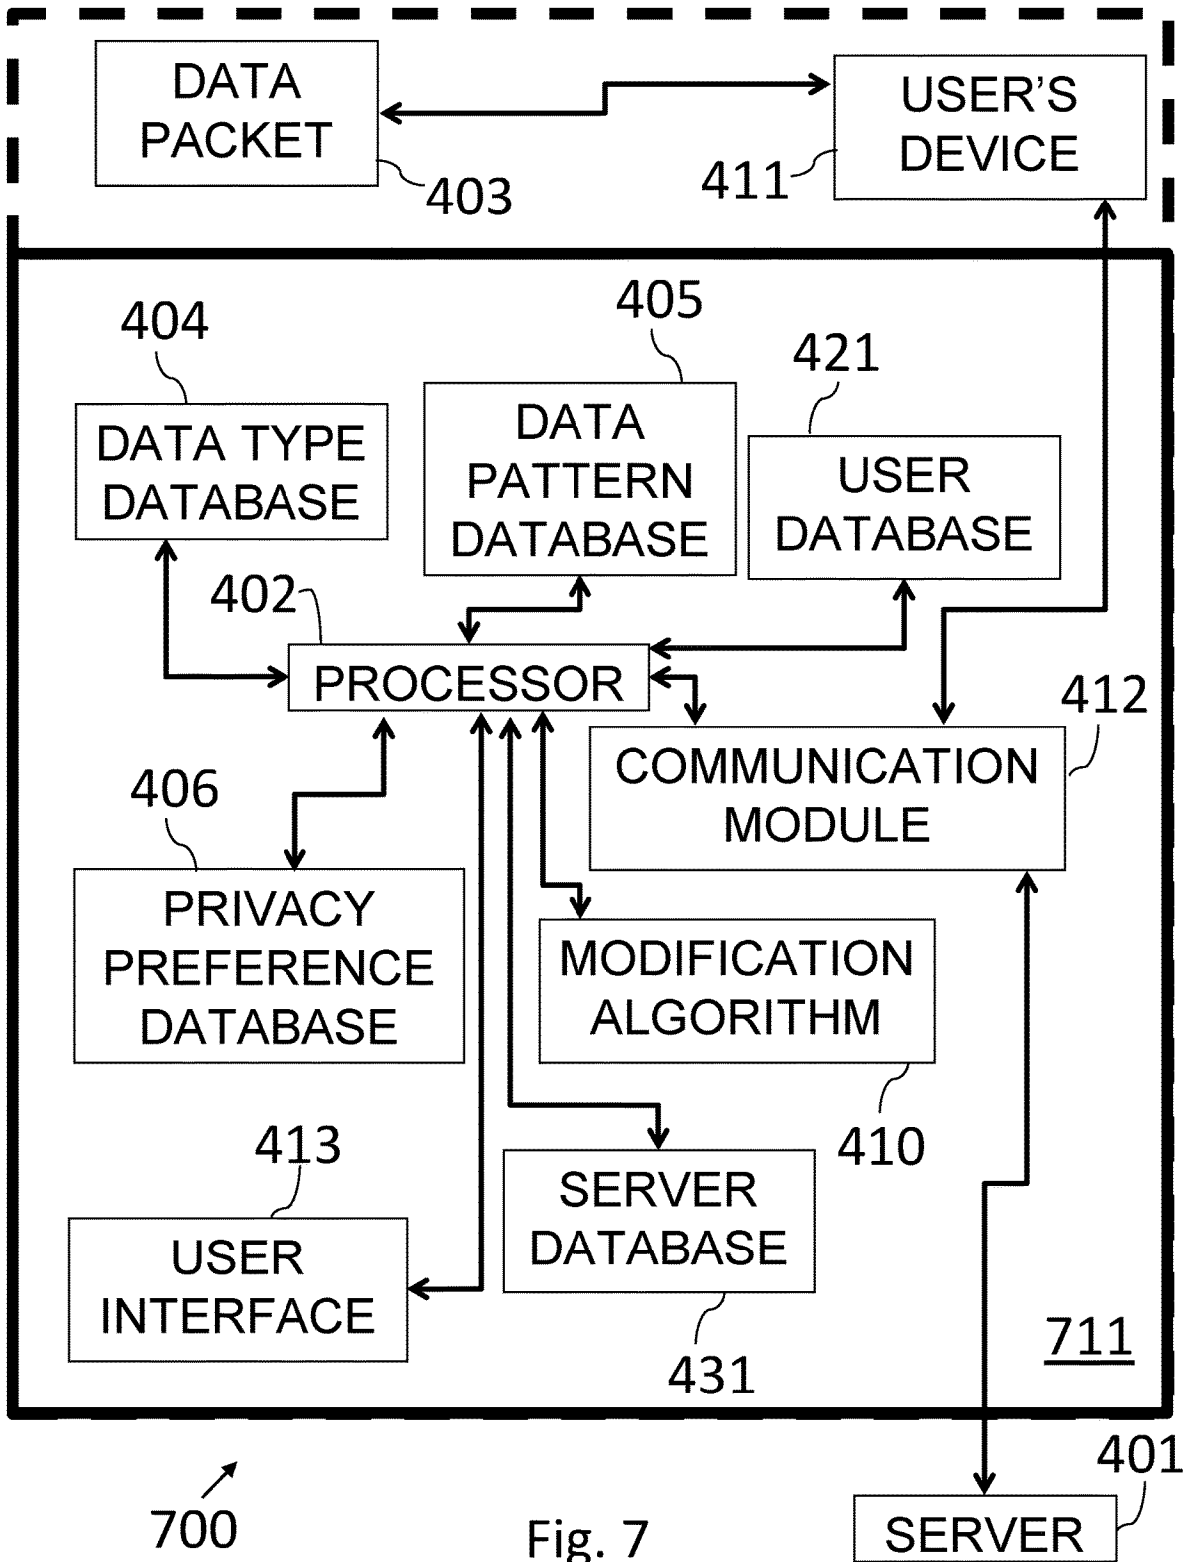 DATA
PACKET
403
USER’S
DEVICE
411
404
DATA TYPE
DATABASE
405
DATA
PATTERN
DATABASE
421
USER
DATABASE
402
PROCESSOR
412
COMMUNICATION
MODULE
406
PRIVACY
PREFERENCE
DATABASE
MODIFICATION
ALGORITHM
410
413
USER
INTERFACE
SERVER
DATABASE
431
711
401
SERVER
700
Fig. 7